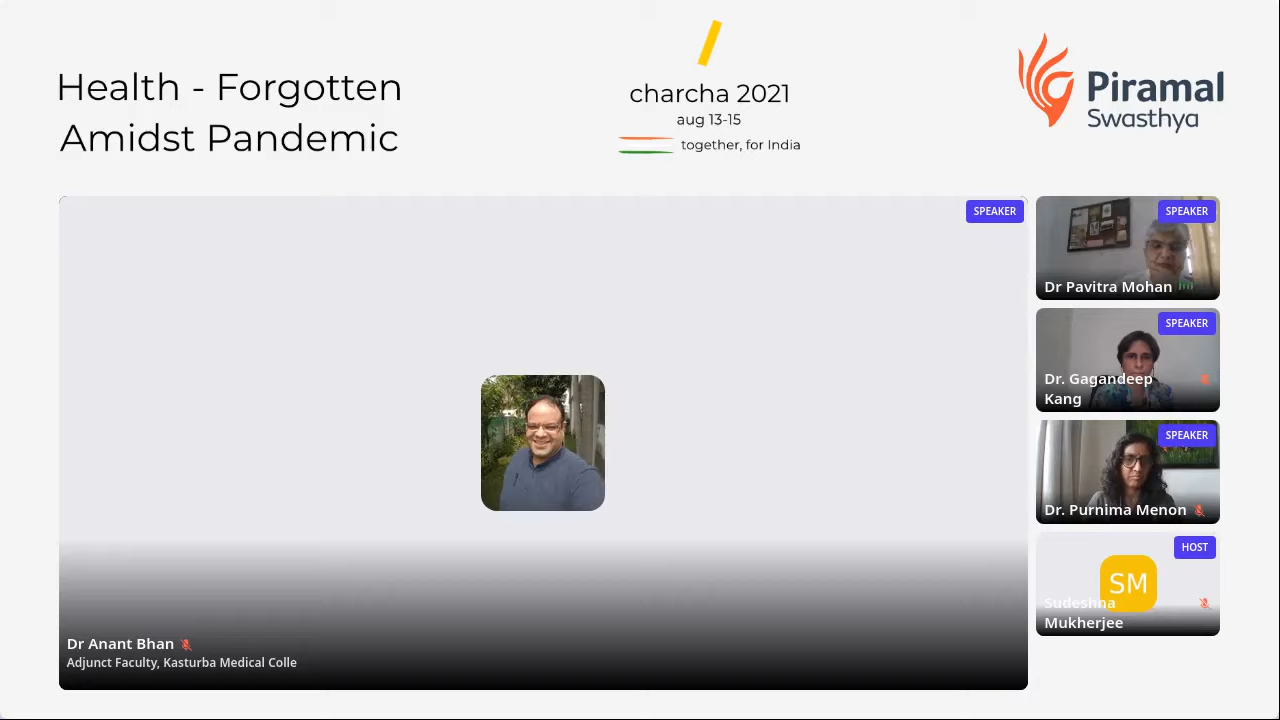 Health - Forgotten
Amidst Pandemic
charcha 2021
aug 13-15
together, for India
Piramal
Swasthya
SPEAKER
Dr Anant Bhan
Adjunct Faculty, Kasturba Medical Colle
SPEAKER
Dr Pavitra Mohan
SPEAKER
Dr. Gagandeep
Kang
SPEAKER
Dr. Purnima Menon
HOST
SM
Sudeshna
Mukherjee